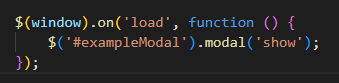 $(window).on('load', function () {
    $('#exampleModal').modal('show');
});